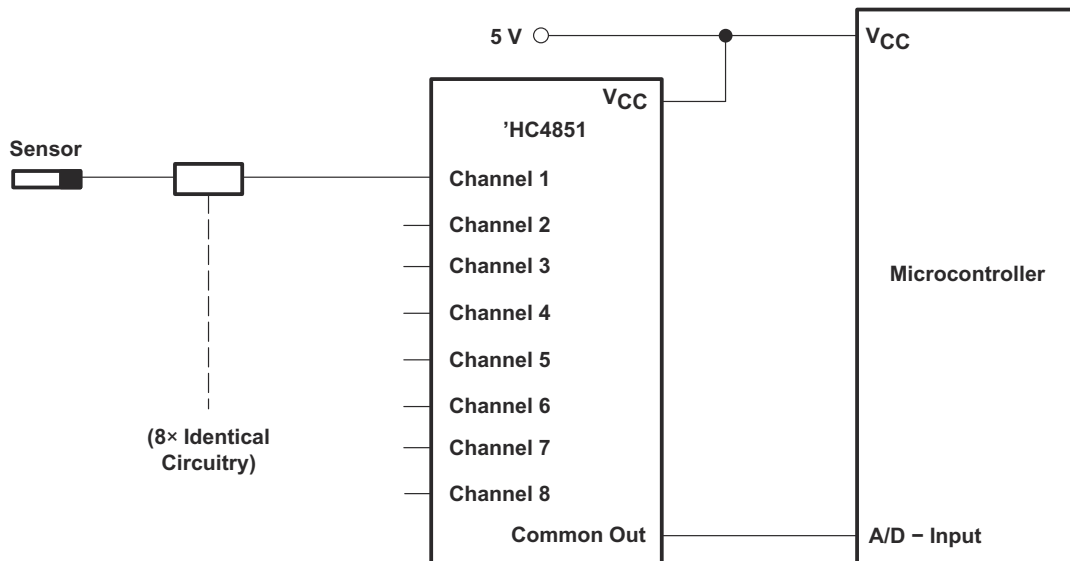 5 V
VCC
VCC
’HC4851
Sensor
Channel 1
Channel 2
Channel 3
Channel 4
Channel 5
Channel 6
Channel 7
Channel 8
Microcontroller
(8× Identical
Circuitry)
Common Out
A/D − Input